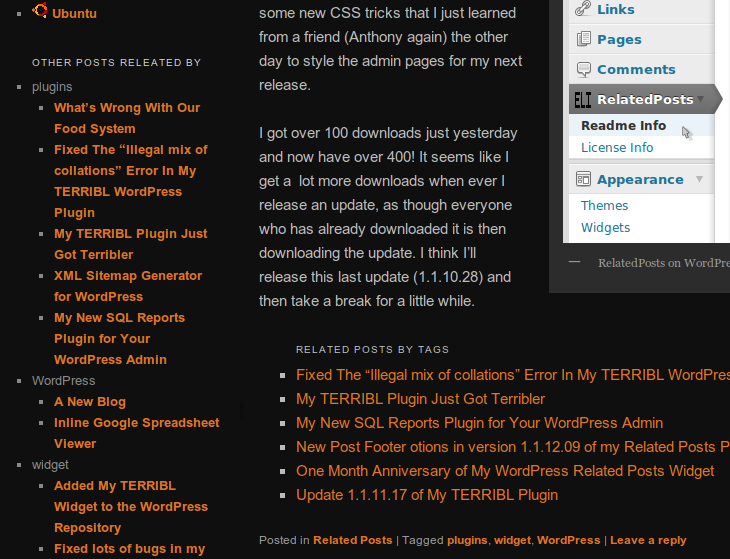 Ubuntu
OTHER POSTS RELEATED BY
plugins
What's Wrong With Our
Food System
Fixed The “Illegal mix of
collations” Error In My
TERRIBL WordPress
Plugin
My TERRIBL Plugin Just
Got Terribler
XML Sitemap Generator
for WordPress
My New SQL Reports
Plugin for Your
WordPress Admin
WordPress
A New Blog
Inline Google Spreadsheet
Viewer
widget
Added My TERRIBL
Widget to the WordPress
Repository
Fixed lots of bugs in my
some new CSS tricks that I just learned
from a friend (Anthony again) the other
day to style the admin pages for my next
release.
I got over 100 downloads just yesterday
and now have over 400! It seems like I
get a lot more downloads when ever I
release an update, as though everyone
who has already downloaded it is then
downloading the update. I think I'll
release this last update (1.1.10.28) and
then take a break for a little while.
Links
Pages
Comments
ELI RelatedPosts
Readme Info
License Info
Appearance
Themes
Widgets
— RelatedPosts on WordPre
RELATED POSTS BY TAGS
Fixed The “Illegal mix of collations” Error In My TERRIBL WordPres
My TERRIBL Plugin Just Got Terribler
My New SQL Reports Plugin for Your WordPress Admin
New Post Footer otions in version 1.1.12.09 of my Related Posts P
One Month Anniversary of My WordPress Related Posts Widget
Update 1.1.11.17 of My TERRIBL Plugin
Posted in Related Posts | Tagged plugins, widget, WordPress | Leave a reply